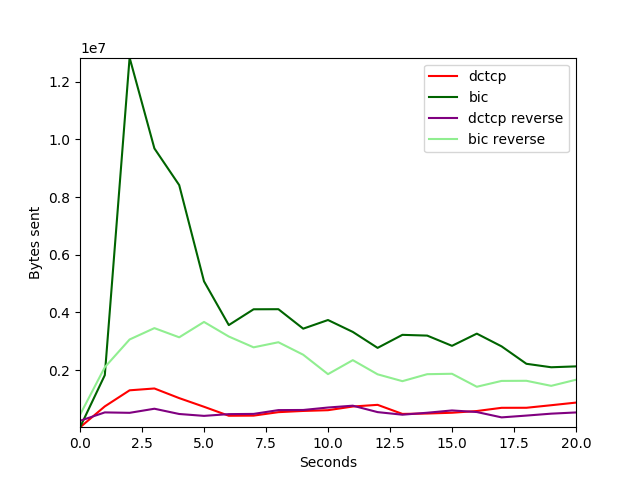 1e7
1.2
1.0
0.8
0.6
0.4
0.2
Bytes sent
dctcp
bic
dctcp reverse
bic reverse
0.0 2.5 5.0 7.5 10.0 12.5 15.0 17.5 20.0
Seconds